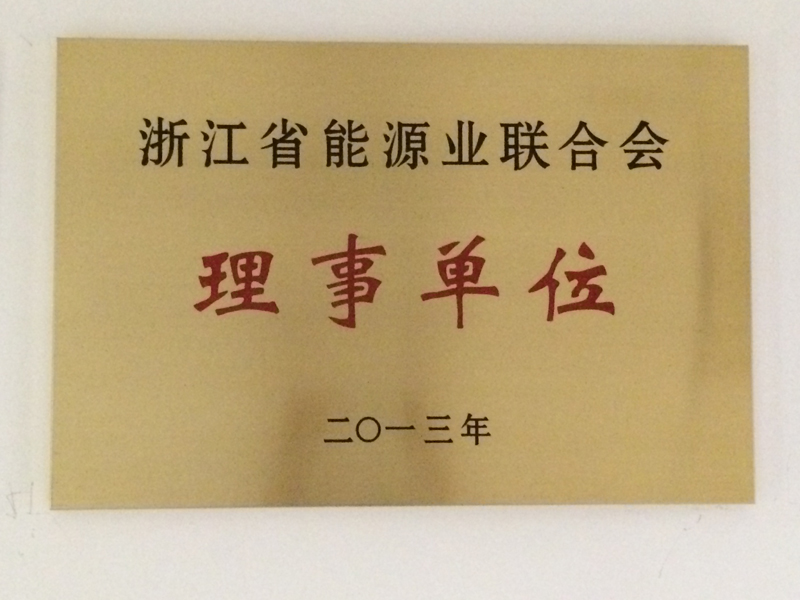 浙江省能源业联合会
理事单位
二〇一三年